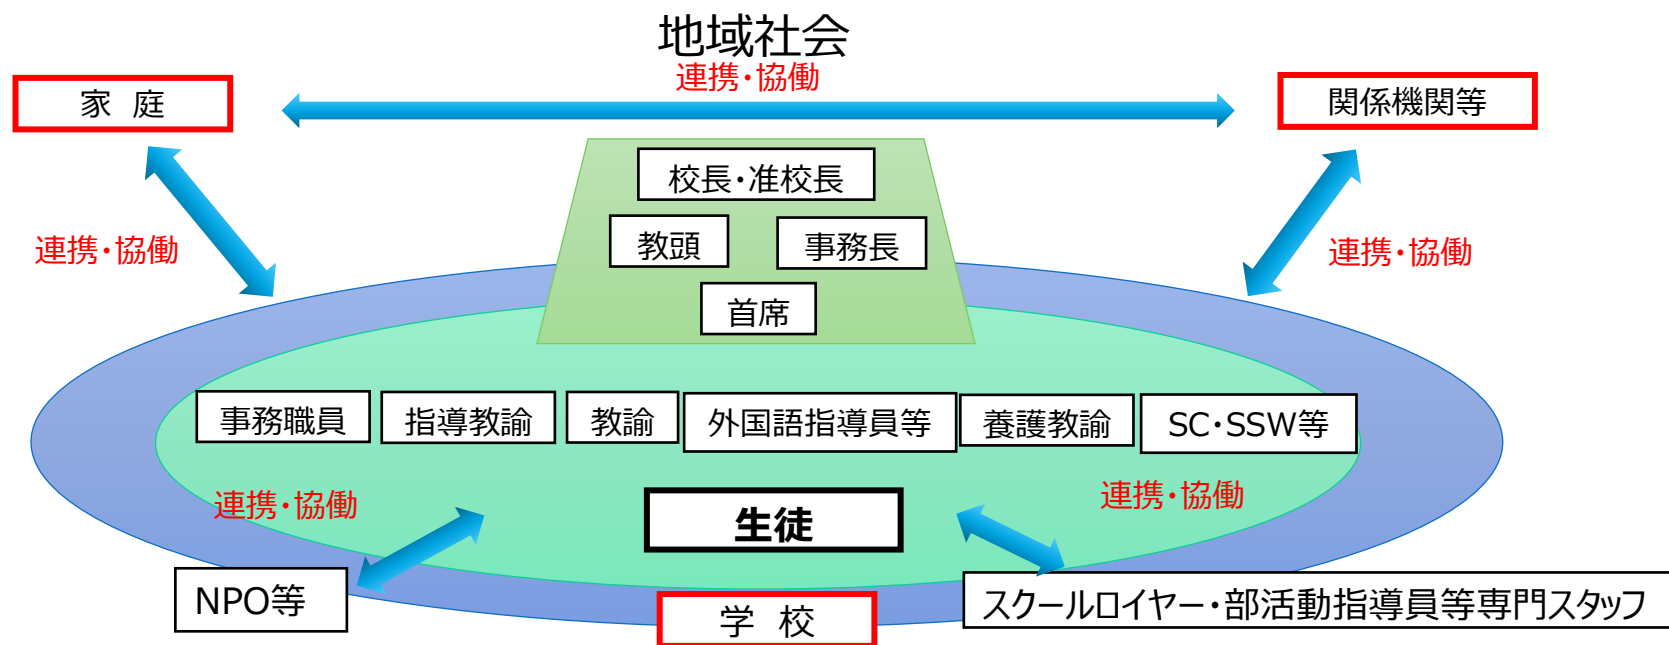 地域社会
連携・協働
家 庭
関係機関等
校長・准校長
連携・協働
教頭
事務長
連携・協働
首席
事務職員
指導教諭
教諭
外国語指導員等
養護教諭
SC・SSW等
連携・協働
生徒
連携・協働
NPO等
学 校
スクールロイヤー・部活動指導員等専門スタッフ